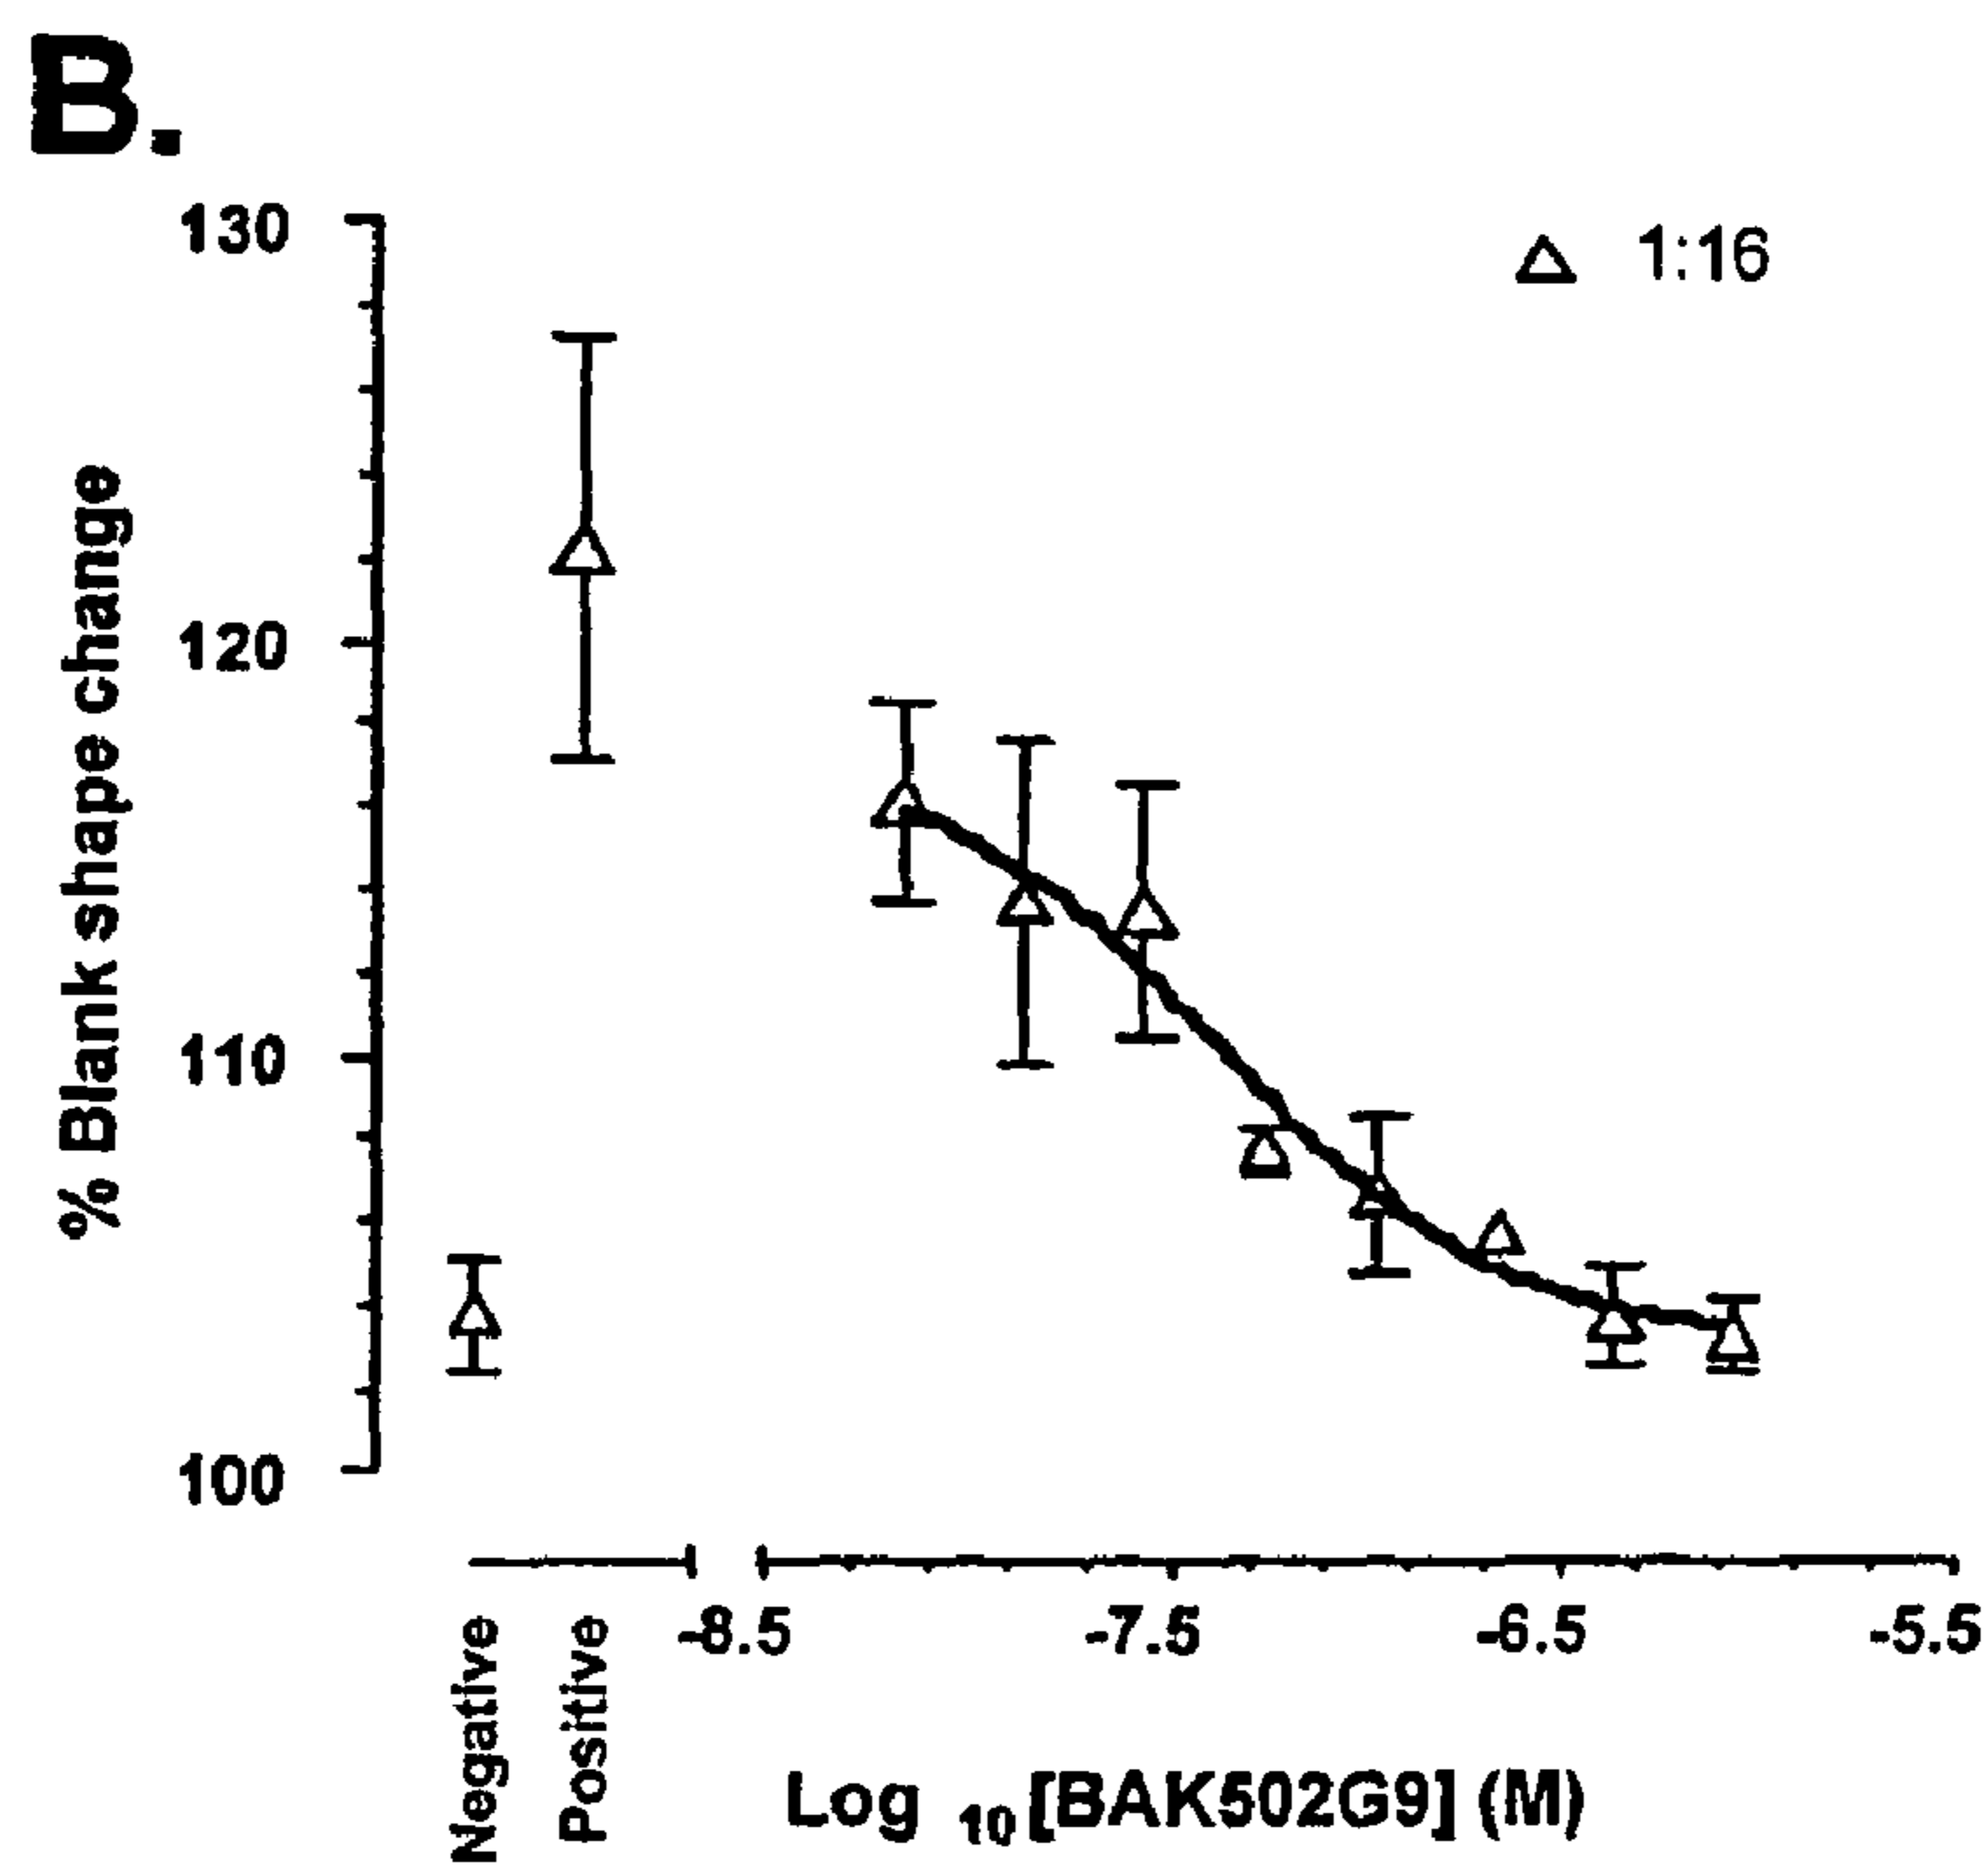 B.
130
1:16
120
110
100
% Blank shape change
-8.5 -7.5 -6.5 -5.5
Negative
Positive
Log 10[BAK502G9] (M)